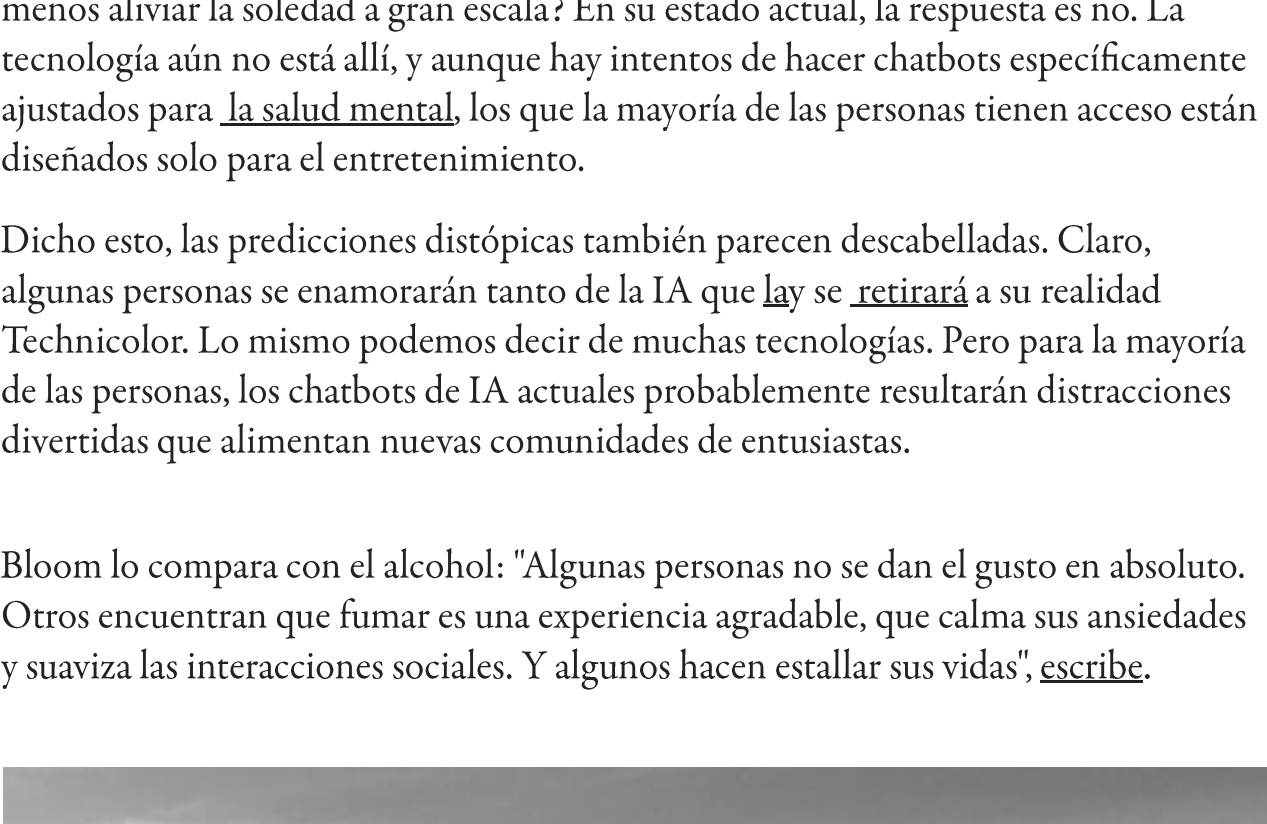 menos aliviar la soledad a gran escala? En su estado actual, la respuesta es no. La
tecnología aún no está allí, y aunque hay intentos de hacer chatbots específicamente
ajustados para la salud mental, los que la mayoría de las personas tienen acceso están
diseñados solo para el entretenimiento.
Dicho esto, las predicciones distópicas también parecen descabelladas. Claro,
algunas personas se enamorarán tanto de la IA que lay se retirará a su realidad
Technicolor. Lo mismo podemos decir de muchas tecnologías. Pero para la mayoría
de las personas, los chatbots de IA actuales probablemente resultarán distracciones
divertidas que alimentan nuevas comunidades de entusiastas.
Bloom lo compara con el alcohol: "Algunas personas no se dan el gusto en absoluto.
Otros encuentran que fumar es una experiencia agradable, que calma sus ansiedades
y suaviza las interacciones sociales. Y algunos hacen estallar sus vidas", escribe.